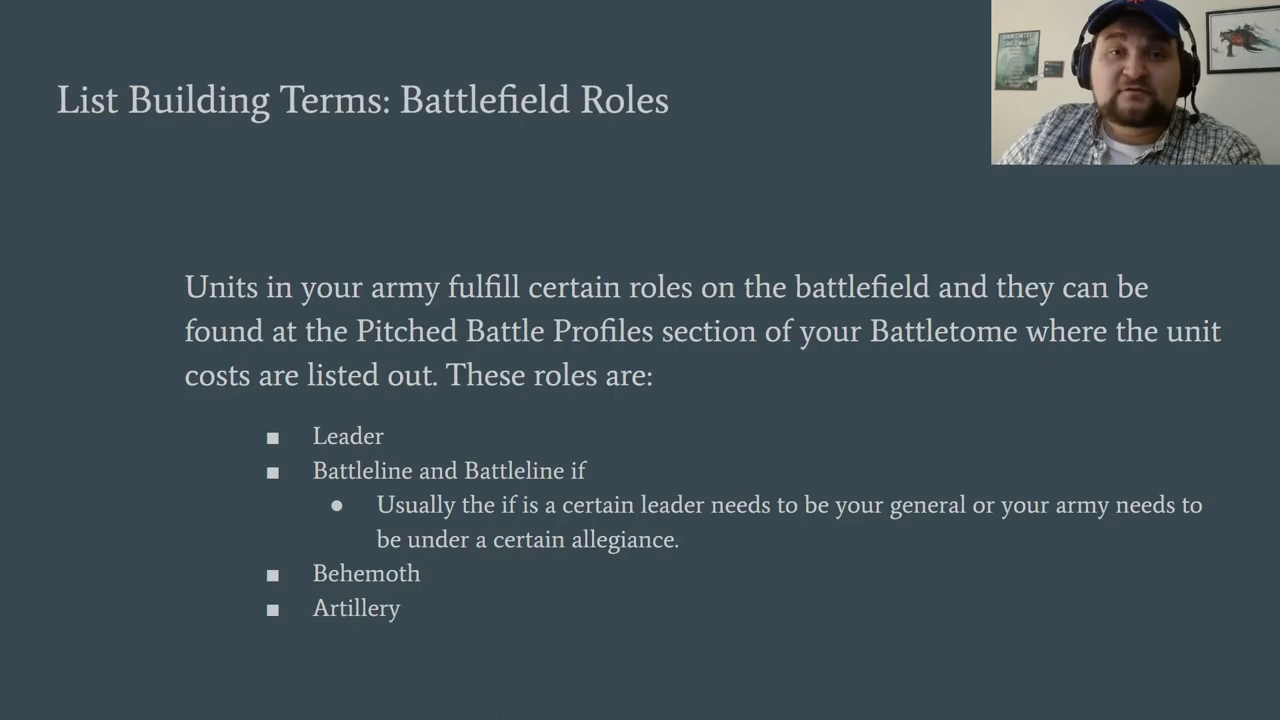 List Building Terms: Battlefield Roles
Units in your army fulfill certain roles on the battlefield and they can be
found at the Pitched Battle Profiles section of your Battletome where the unit
costs are listed out. These roles are:
■ Leader
■ Battleline and Battleline if
● Usually the if is a certain leader needs to be your general or your army needs to
be under a certain allegiance.
■ Behemoth
■ Artillery